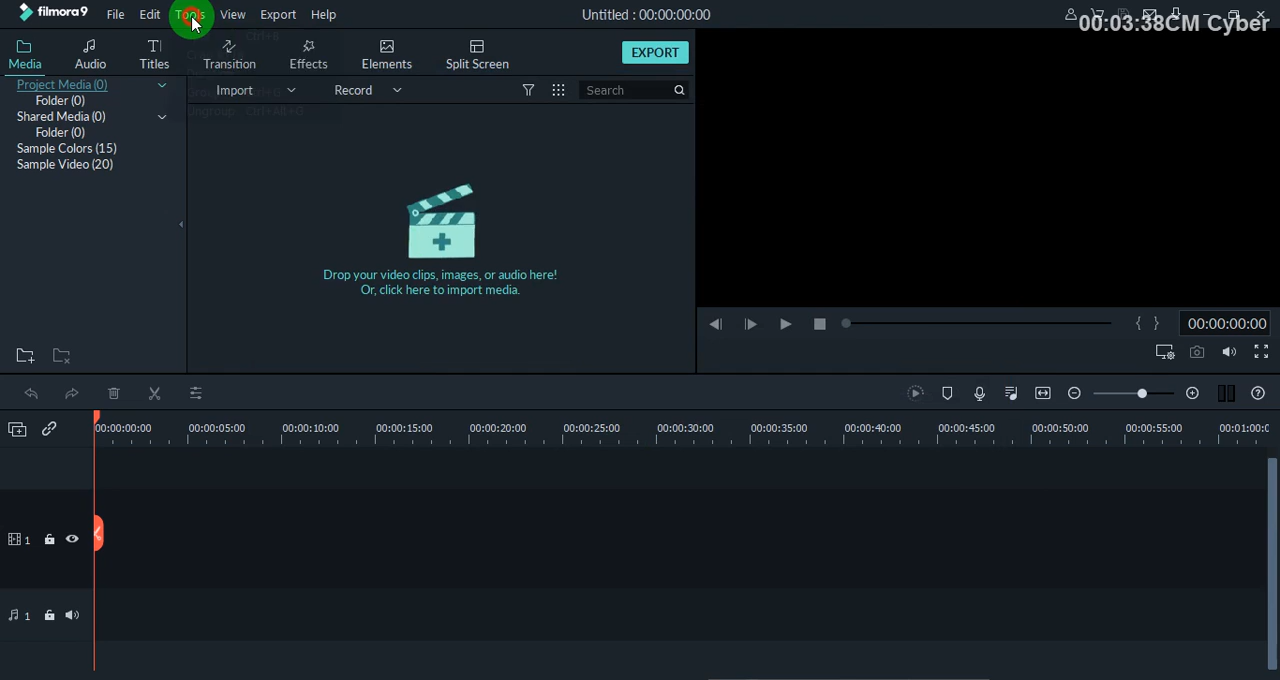 filmora9 File Edit Tools View Export Help Untitled : 00:00:00:00
00:03:38CM Cyber
Media Audio Titles Transition Effects Elements Split Screen EXPORT
Project Media (0)
Folder (0)
Shared Media (0)
Folder (0)
Sample Colors (15)
Sample Video (20)
Import Record Search
Ungroup Ctrl+Alt+G
Drop your video clips, images, or audio here!
Or, click here to import media.
{ } 00:00:00:00
00:00:00:00 00:00:05:00 00:00:10:00 00:00:15:00 00:00:20:00 00:00:25:00 00:00:30:00 00:00:35:00 00:00:40:00 00:00:45:00 00:00:50:00 00:00:55:00 00:01:00:0
1
1